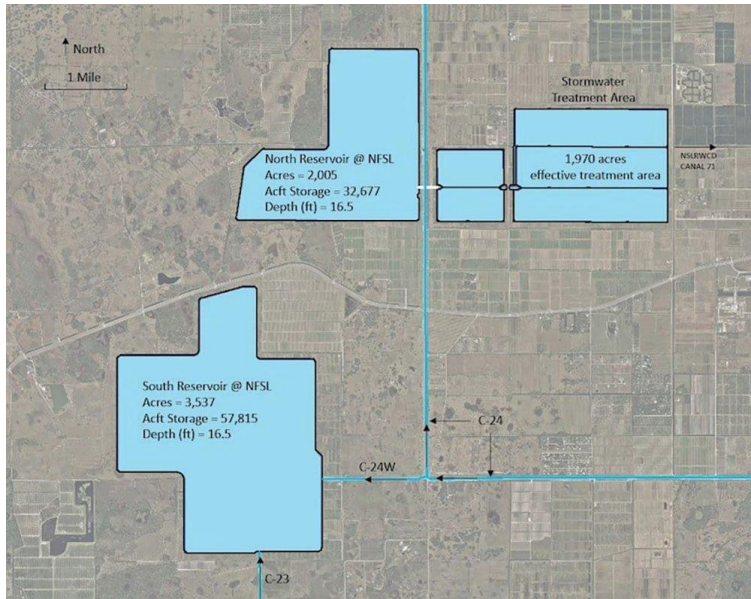 North
1 Mile
Stormwater
Treatment Area
North Reservoir @ NFSL
Acres = 2,005
Acft Storage = 32,677
Depth (ft) = 16.5
1,970 acres
effective treatment area
NSLRWCD
CANAL 71
South Reservoir @ NFSL
Acres = 3,537
Acft Storage = 57,815
Depth (ft) = 16.5
C-24
C-24W
C-23